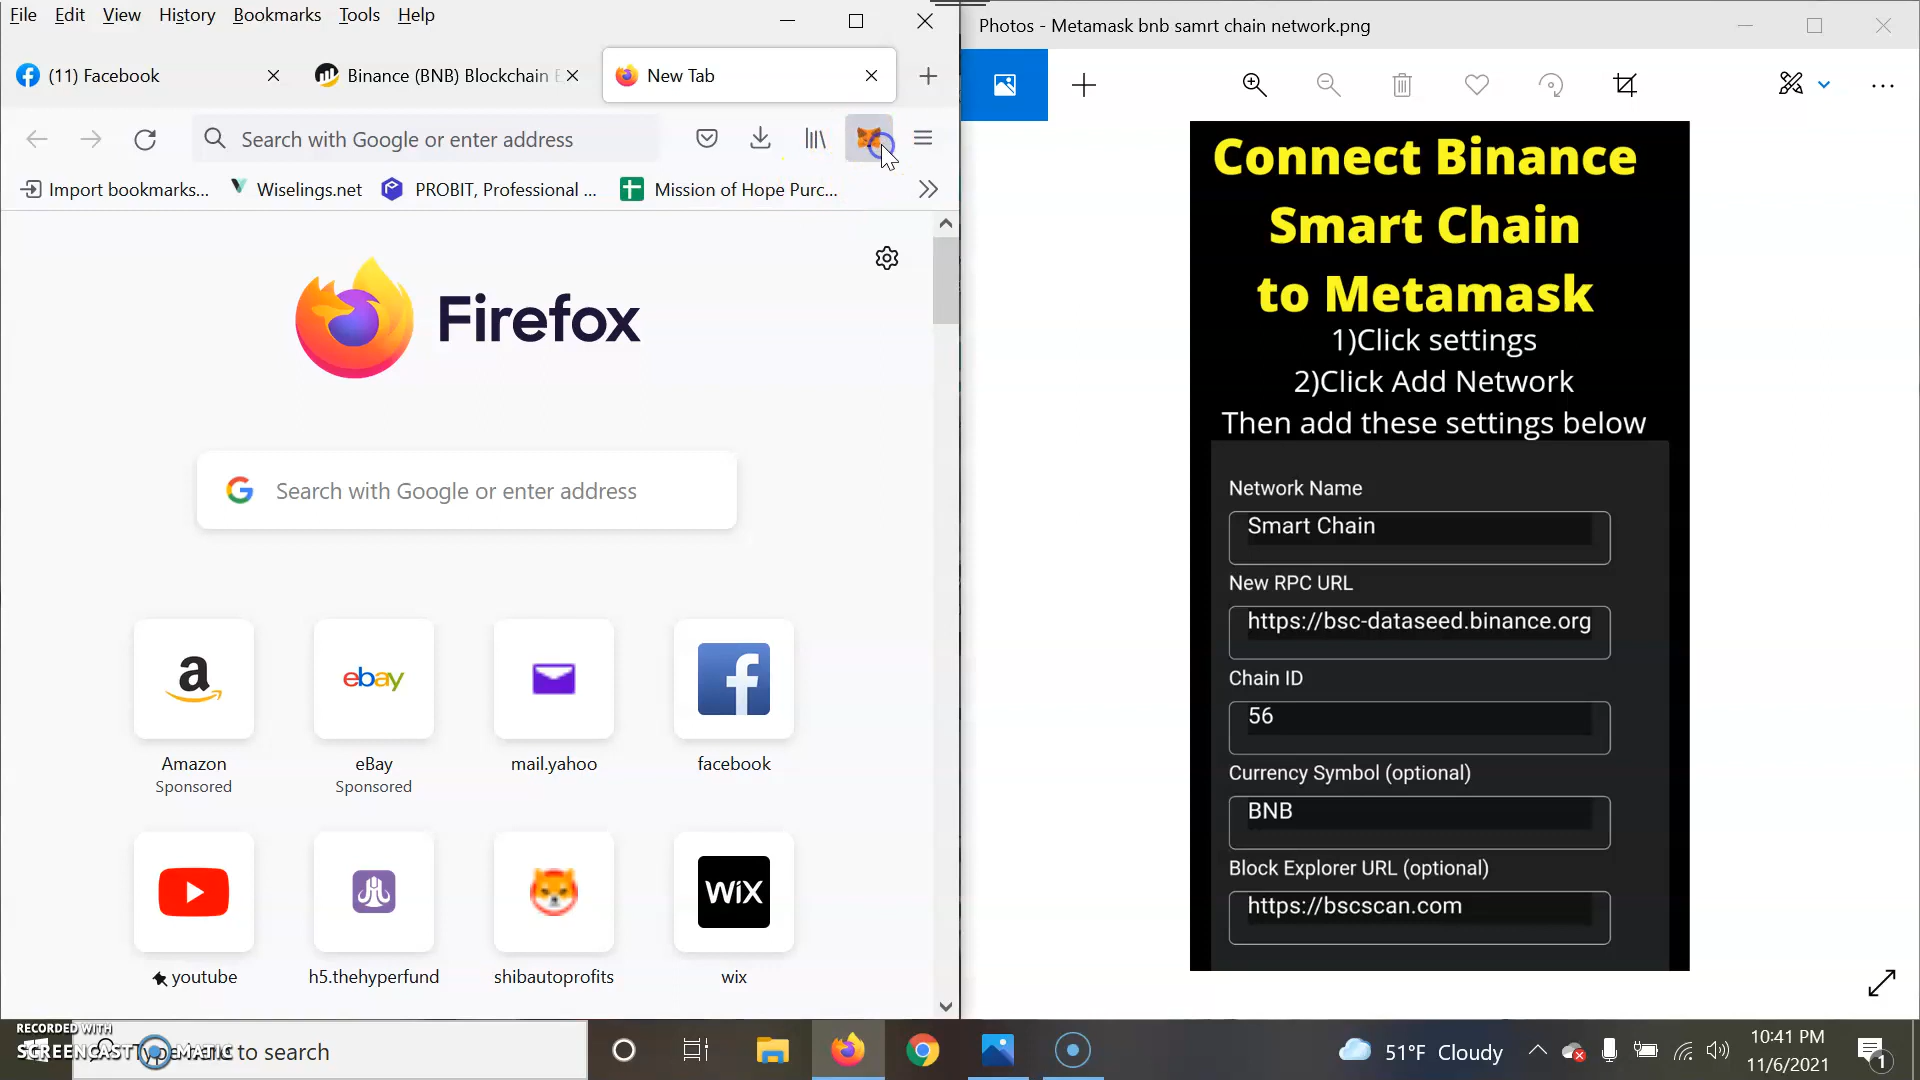 File Edit View History Bookmarks Tools Help
(11) Facebook
Binance (BNB) Blockchain E
New Tab
Search with Google or enter address
Import bookmarks...
Wiselings.net
PROBIT, Professional ...
Mission of Hope Purc...
Firefox
Search with Google or enter address
a
ebay
f
Amazon
Sponsored
eBay
Sponsored
mail.yahoo
facebook
WiX
youtube
h5.thehyperfund
shibautoprofits
wix
Photos - Metamask bnb samrt chain network.png
Connect Binance
Smart Chain
to Metamask
1)Click settings
2)Click Add Network
Then add these settings below
Network Name
Smart Chain
New RPC URL
https://bsc-dataseed.binance.org
Chain ID
56
Currency Symbol (optional)
BNB
Block Explorer URL (optional)
https://bscscan.com
RECORDED WITH
SCREENCAST MATIC
Type here to search
51°F Cloudy
10:41 PM
11/6/2021
1